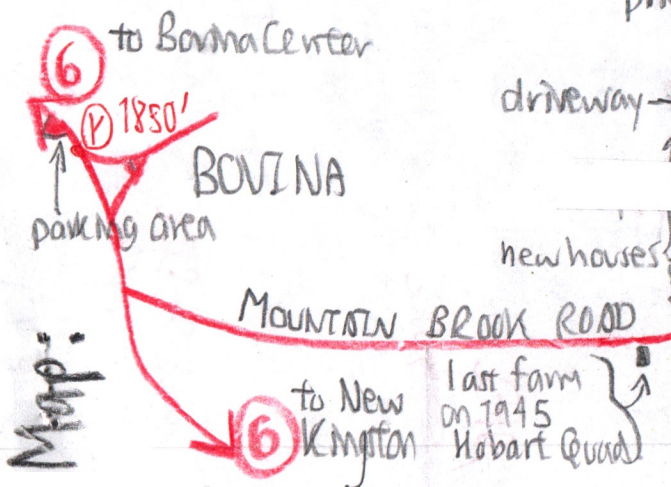 6 to Bovina Center
P 1850'
driveway
BOVINA
parking area
new houses
MOUNTAIN BROOK ROAD
Map:
6 to New
Kingston
last farm
on 1945
Hobart Quad